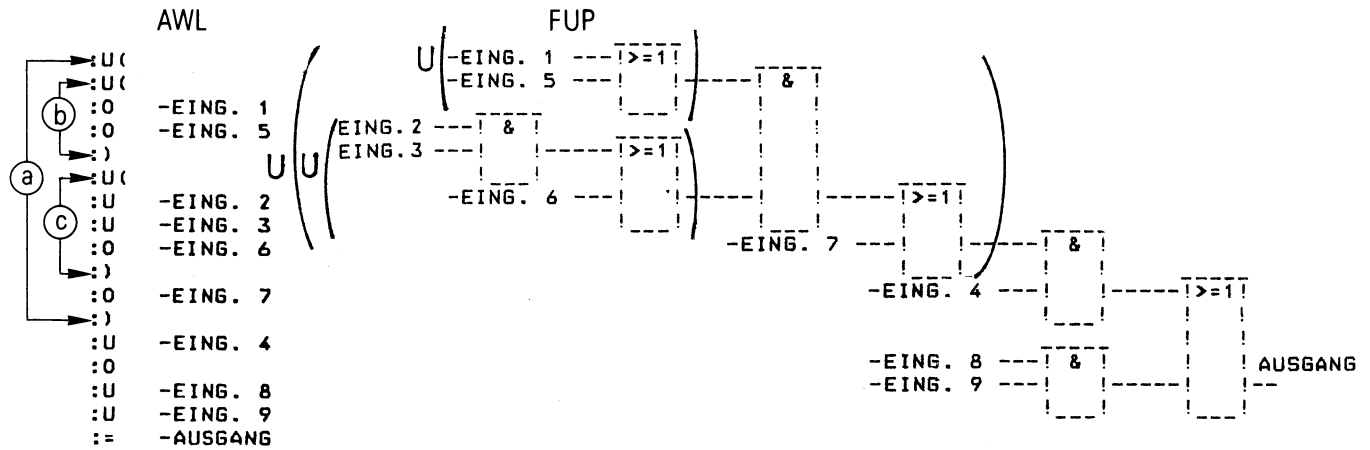 AWL
:U(
:U(
:O -EING. 1
:O -EING. 5
:)
:U(
:U -EING. 2
:U -EING. 3
:O -EING. 6
:)
:O -EING. 7
:)
:U -EING. 4
:O
:U -EING. 8
:U -EING. 9
:= -AUSGANG
a
b
c
FUP
U U
U
-EING. 1 >=1
-EING. 5 &
EING.2 &
EING.3 >=1
-EING. 6 >=1
-EING. 7 &
-EING. 4 >=1
-EING. 8 & AUSGANG
-EING. 9